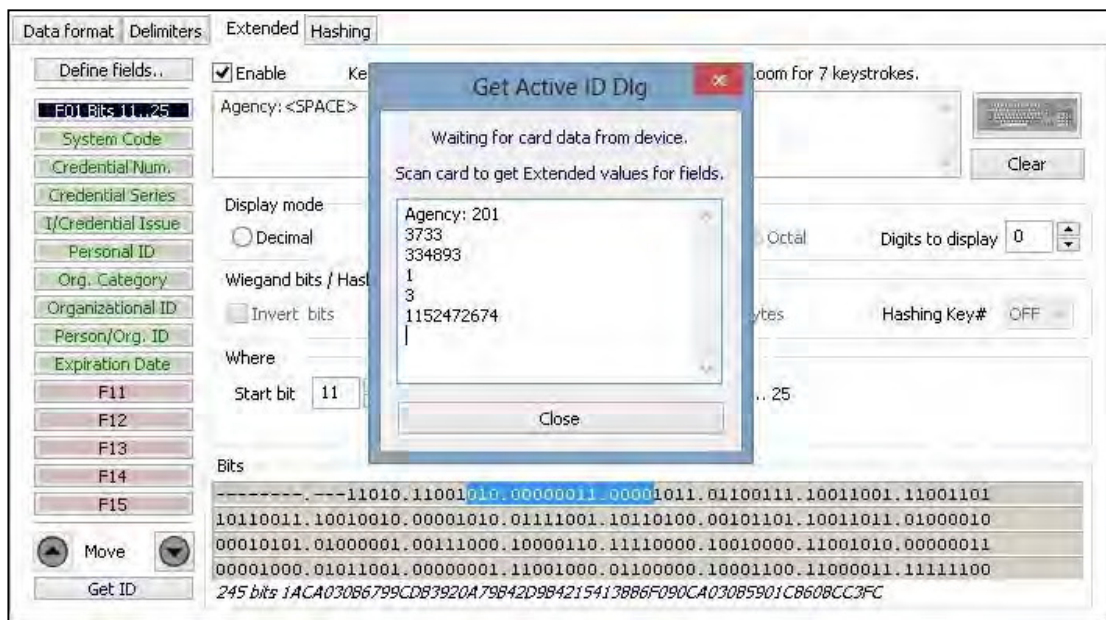 Data format Delimiters Extended Hashing
Define fields..
Enable Ke oom for 7 keystrokes.
F01 Bits 11..25
System Code
Credential Num.
Credential Series
I/Credential Issue
Personal ID
Org. Category
Organizational ID
Person/Org. ID
Expiration Date
F11
F12
F13
F14
F15
Move
Get ID
Agency:<SPACE>
Clear
Display mode
Decimal
Octal
Digits to display 0
Wiegand bits / Hash
Invert bits
ytes
Hashing Key# OFF
Where
Start bit 11
.. 25
Get Active ID Dlg
Waiting for card data from device.
Scan card to get Extended values for fields.
Agency: 201
3733
334893
1
3
1152472674
Close
Bits
--------.---11010.11001010.00000011.00001011.01100111.10011001.11001101
10110011.10010010.00001010.01111001.10110100.00101101.10011011.01000010
00010101.01000001.00111000.10000110.11110000.10010000.11001010.00000011
00001000.01011001.00000001.11001000.01100000.10001100.11000011.11111100
245 bits 1ACA030B6799CDB3920A79B42D9B4215413886F090CA03085901C8608CC3FC